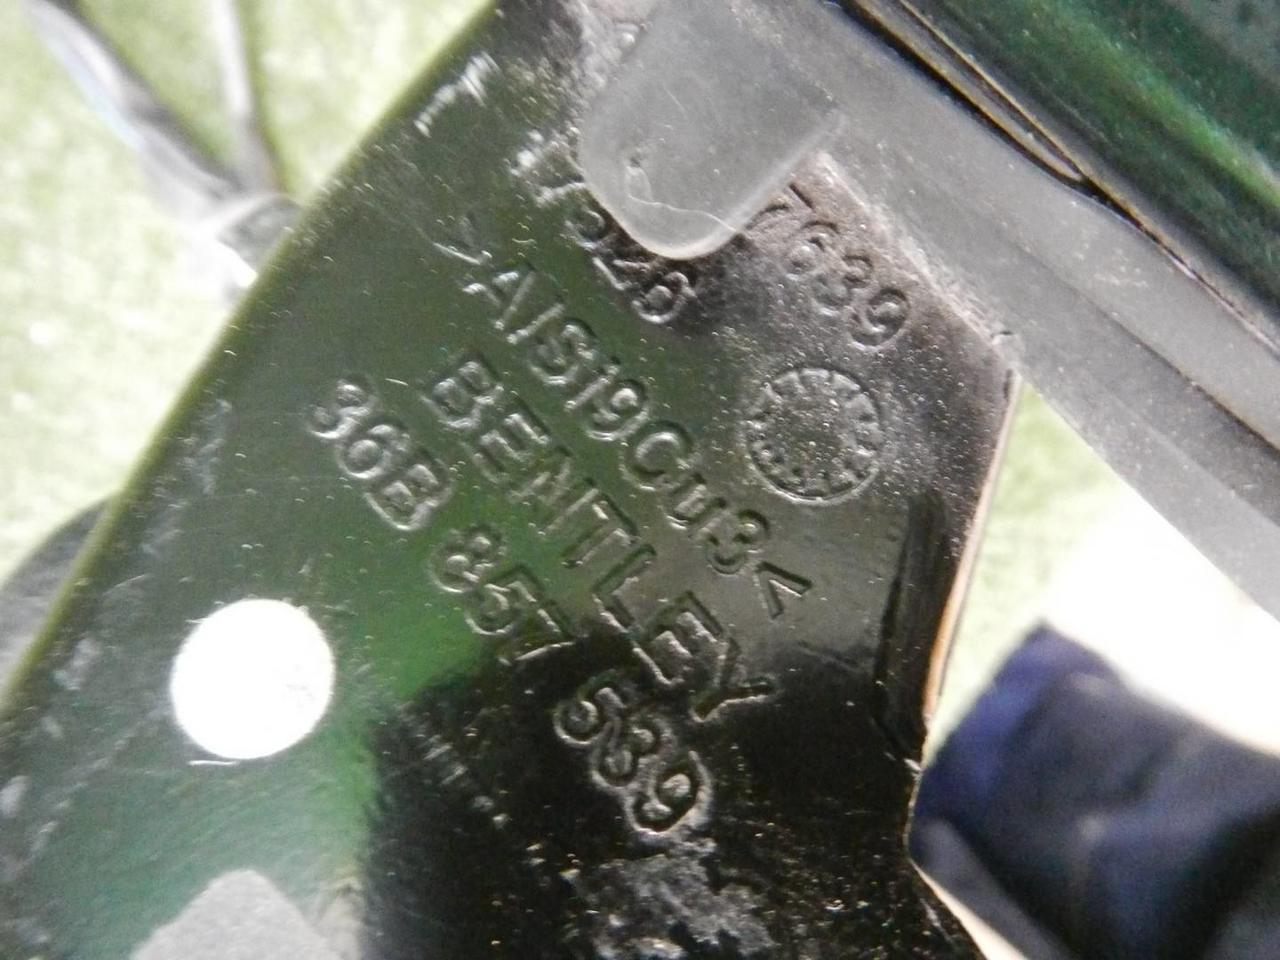 7639
>AlSi9Cu3<
BENTLEY
36B 857 539